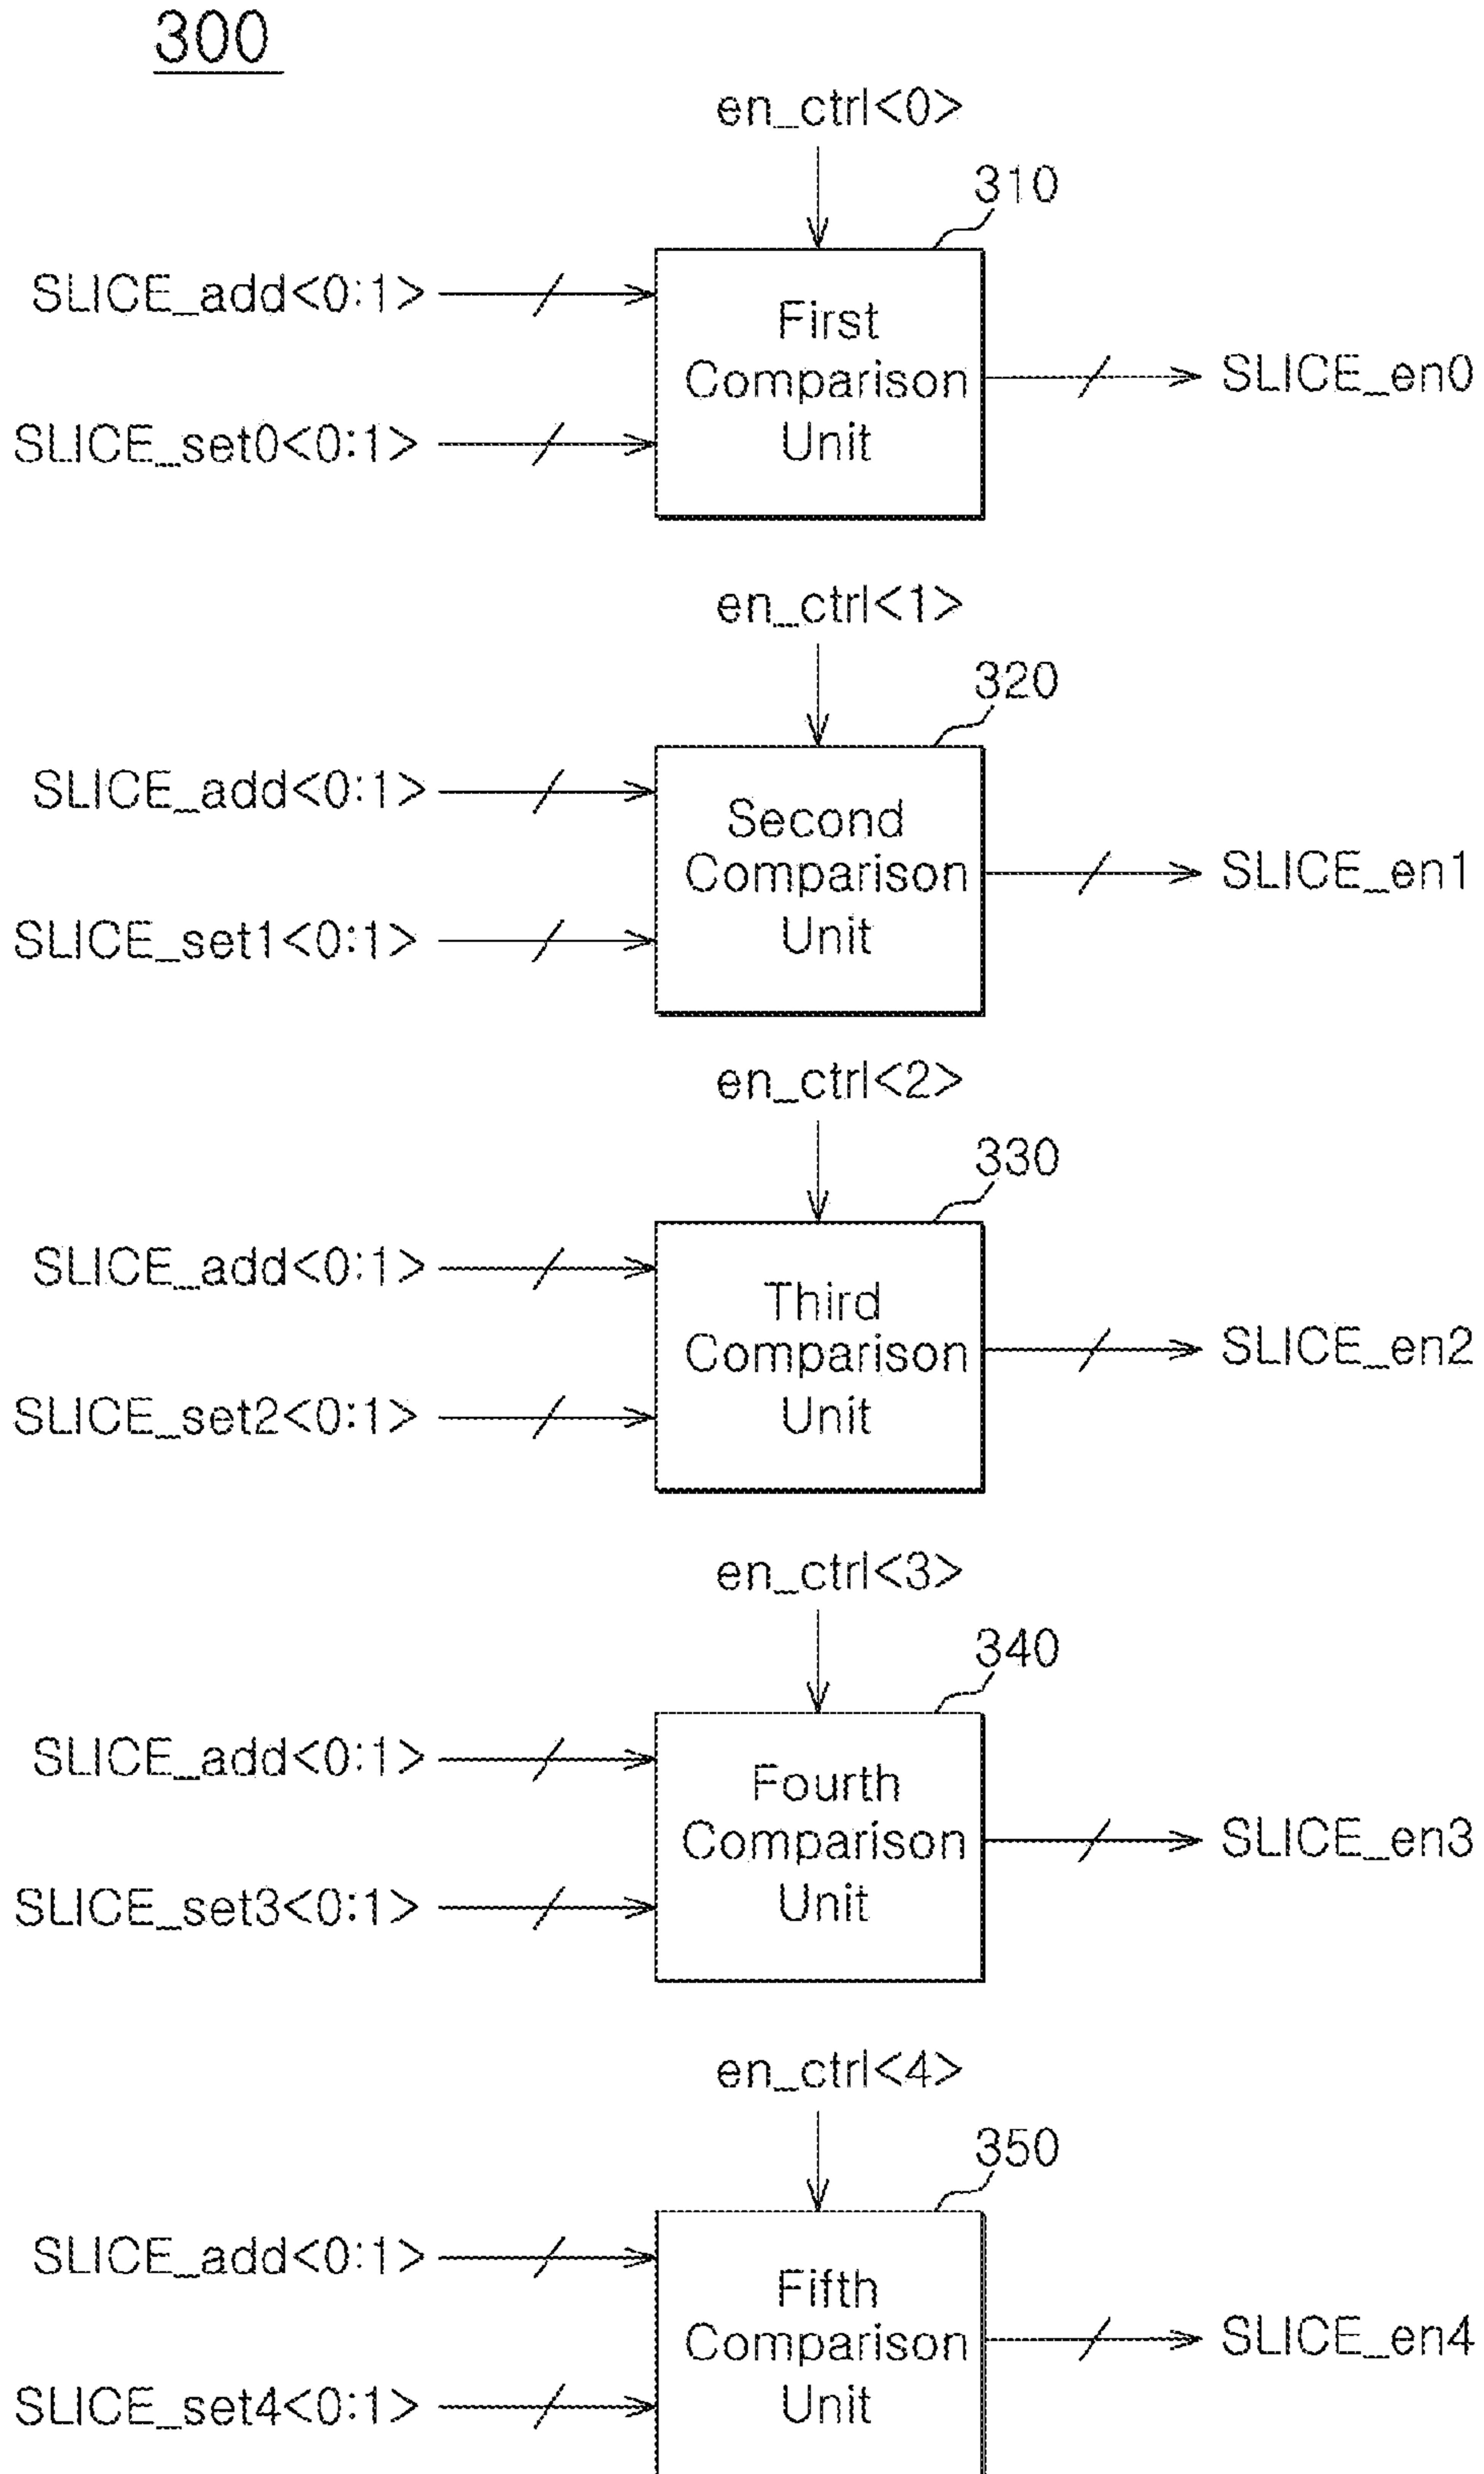 300
en_ctrl<0>
310
SLICE_add<0:1>
First
Comparison
Unit
SLICE_en0
SLICE_set0<0:1>
en_ctrl<1>
320
SLICE_add<0:1>
Second
Comparison
Unit
SLICE_en1
SLICE_set1<0:1>
en_ctrl<2>
330
SLICE_add<0:1>
Third
Comparison
Unit
SLICE_en2
SLICE_set2<0:1>
en_ctrl<3>
340
SLICE_add<0:1>
Fourth
Comparison
Unit
SLICE_en3
SLICE_set3<0:1>
en_ctrl<4>
350
SLICE_add<0:1>
Fifth
Comparison
Unit
SLICE_en4
SLICE_set4<0:1>